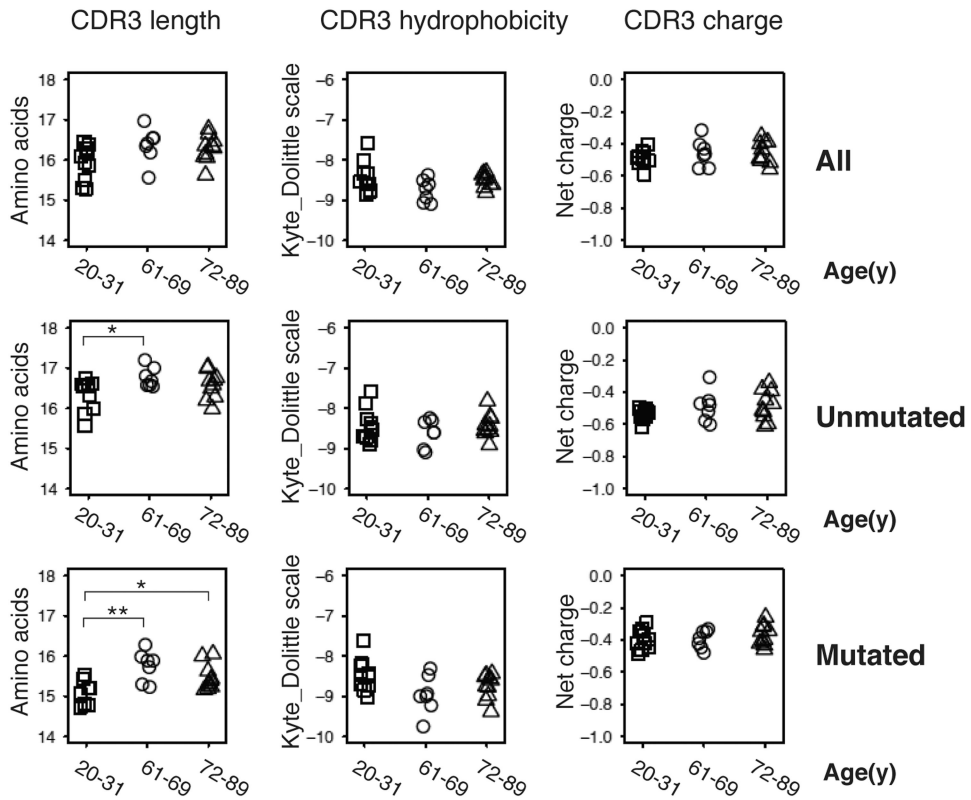 CDR3 length CDR3 hydrophobicity CDR3 charge
Amino acids
18
17
16
15
14
20-31 61-69 72-89
Kyte_Dolittle scale
−6
−7
−8
−9
−10
20-31 61-69 72-89
Net charge
0.0
−0.2
−0.4
−0.6
−0.8
−1.0
20-31 61-69 72-89
All
Age(y)
Amino acids
18
17
16
15
14
*
20-31 61-69 72-89
Kyte_Dolittle scale
−6
−7
−8
−9
−10
20-31 61-69 72-89
Net charge
0.0
−0.2
−0.4
−0.6
−0.8
−1.0
20-31 61-69 72-89
Unmutated
Age(y)
Amino acids
18
17
16
15
14
*
**
20-31 61-69 72-89
Kyte_Dolittle scale
−6
−7
−8
−9
−10
20-31 61-69 72-89
Net charge
0.0
−0.2
−0.4
−0.6
−0.8
−1.0
20-31 61-69 72-89
Mutated
Age(y)